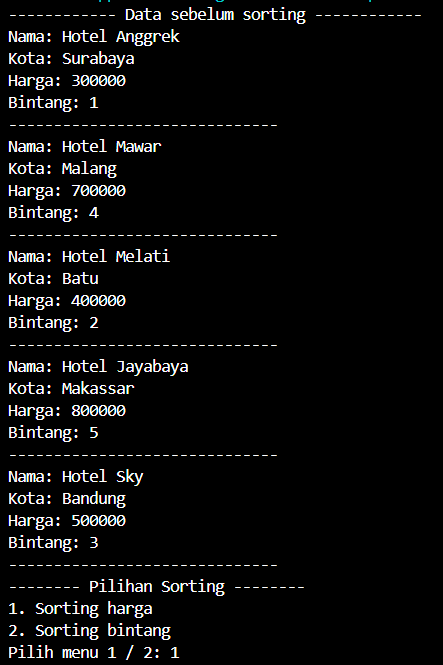 ------------ Data sebelum sorting ------------
Nama: Hotel Anggrek
Kota: Surabaya
Harga: 300000
Bintang: 1
------------------------------
Nama: Hotel Mawar
Kota: Malang
Harga: 700000
Bintang: 4
------------------------------
Nama: Hotel Melati
Kota: Batu
Harga: 400000
Bintang: 2
------------------------------
Nama: Hotel Jayabaya
Kota: Makassar
Harga: 800000
Bintang: 5
------------------------------
Nama: Hotel Sky
Kota: Bandung
Harga: 500000
Bintang: 3
------------------------------
-------- Pilihan Sorting --------
1. Sorting harga
2. Sorting bintang
Pilih menu 1 / 2: 1